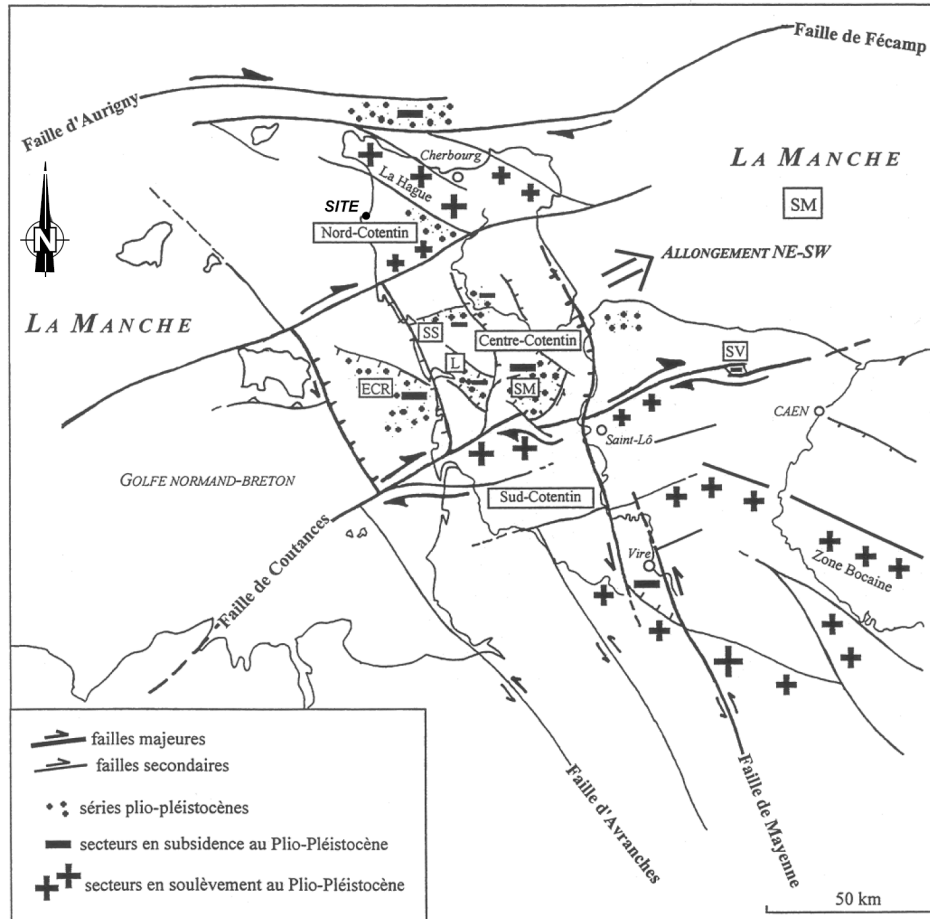 Faille de Fécamp
Faille d'Aurigny
Cherbourg
LA MANCHE
La Hague
SM
SITE
N
Nord-Cotentin
ALLONGEMENT NE-SW
LA MANCHE
SS
Centre-Cotentin
SV
L
ECR
SM
CAEN
Saint-Lô
GOLFE NORMAND-BRETON
Sud-Cotentin
Vire
Zone Bocaine
Faille de Coutances
Faille d'Avranches
Faille de Mayenne
failles majeures
failles secondaires
séries plio-pléistocènes
secteurs en subsidence au Plio-Pléistocène
secteurs en soulèvement au Plio-Pléistocène
50 km